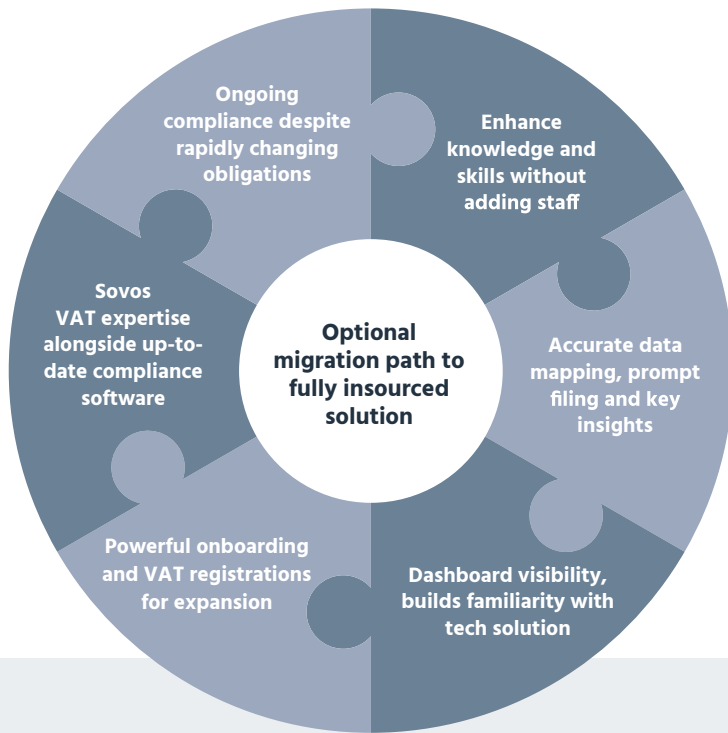 Ongoing
compliance despite
rapidly changing
obligations
Enhance
knowledge and
skills without
adding staff
Sovos
VAT expertise
alongside up-to-
date compliance
software
Optional
migration path to
fully insourced
solution
Accurate data
mapping, prompt
filing and key
insights
Powerful onboarding
and VAT registrations
for expansion
Dashboard visibility,
builds familiarity with
tech solution